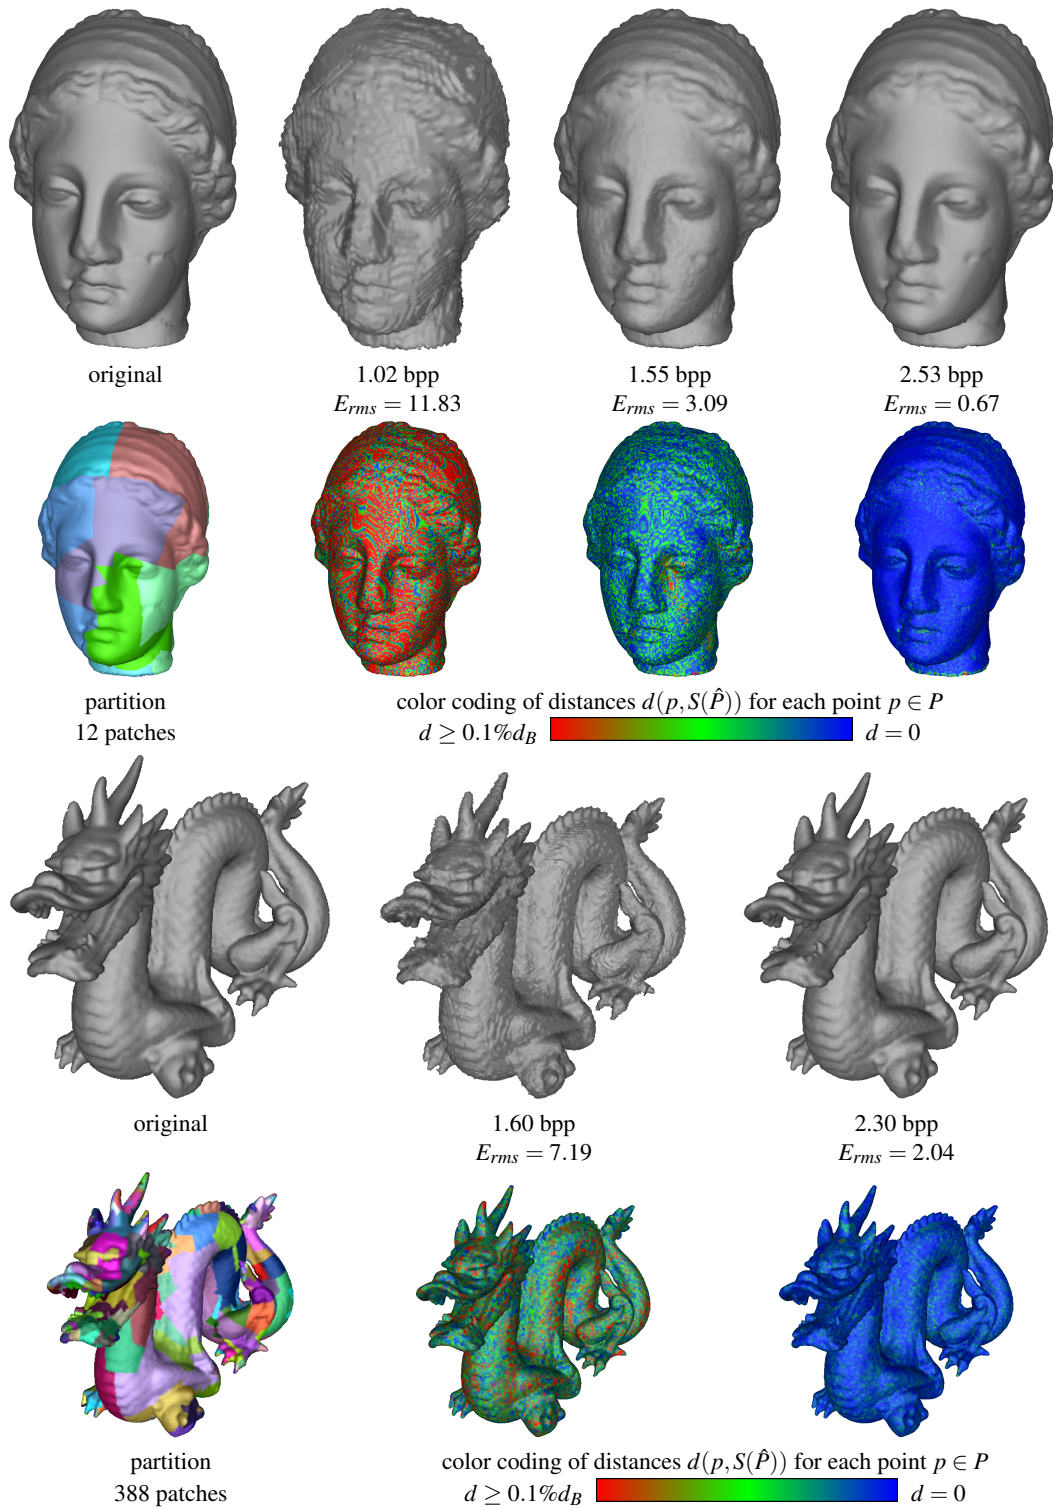 original
1.02 bpp
E_rms = 11.83
1.55 bpp
E_rms = 3.09
2.53 bpp
E_rms = 0.67
partition
12 patches
color coding of distances d(p, S(P̂)) for each point p ∈ P
d ≥ 0.1%d_B
d = 0
original
1.60 bpp
E_rms = 7.19
2.30 bpp
E_rms = 2.04
partition
388 patches
color coding of distances d(p, S(P̂)) for each point p ∈ P
d ≥ 0.1%d_B
d = 0